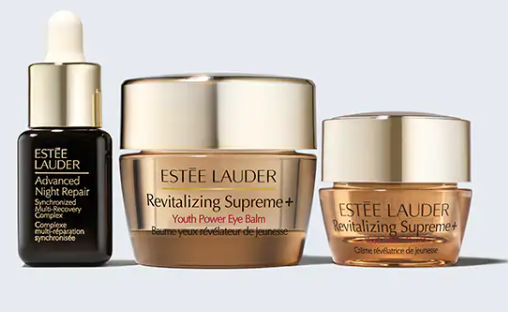 ESTĒE
LAUDER
Advanced
Night Repair
Synchronized
Multi-Recovery
Complex
Complexe
multi-réparation
synchronisée
ESTĒE LAUDER
Revitalizing Supreme+
Youth Power Eye Balm
Baume yeux révélateur de jeunesse
ESTĒE LAUDER
Revitalizing Supreme+
Crème révélatrice de jeunesse